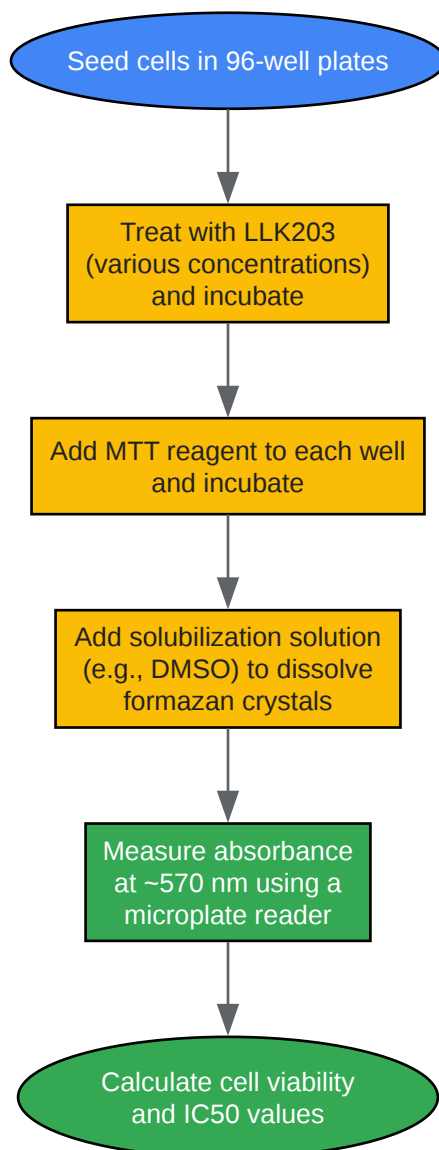 Seed cells in 96-well plates
Treat with LLK203
(various concentrations)
and incubate
Add MTT reagent to each well
and incubate
Add solubilization solution
(e.g., DMSO) to dissolve
formazan crystals
Measure absorbance
at ~570 nm using a
microplate reader
Calculate cell viability
and IC50 values